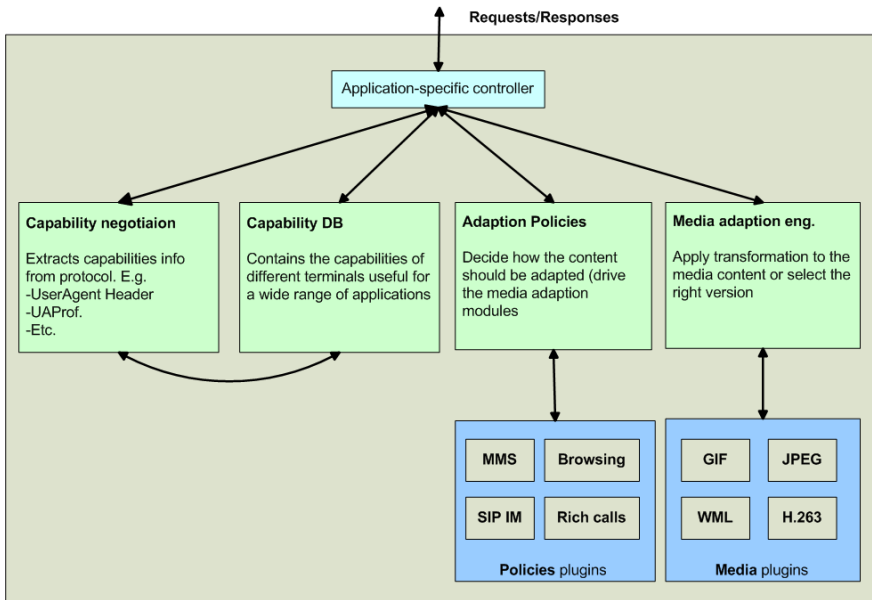 Requests/Responses
Application-specific controller
Capability negotiaion
Extracts capabilities info
from protocol. E.g.
-UserAgent Header
-UAProf.
-Etc.
Capability DB
Contains the capabilities of
different terminals useful for
a wide range of applications
Adaption Policies
Decide how the content
should be adapted (drive
the media adaption
modules
Media adaption eng.
Apply transformation to the
media content or select the
right version
MMS
Browsing
SIP IM
Rich calls
Policies plugins
GIF
JPEG
WML
H.263
Media plugins